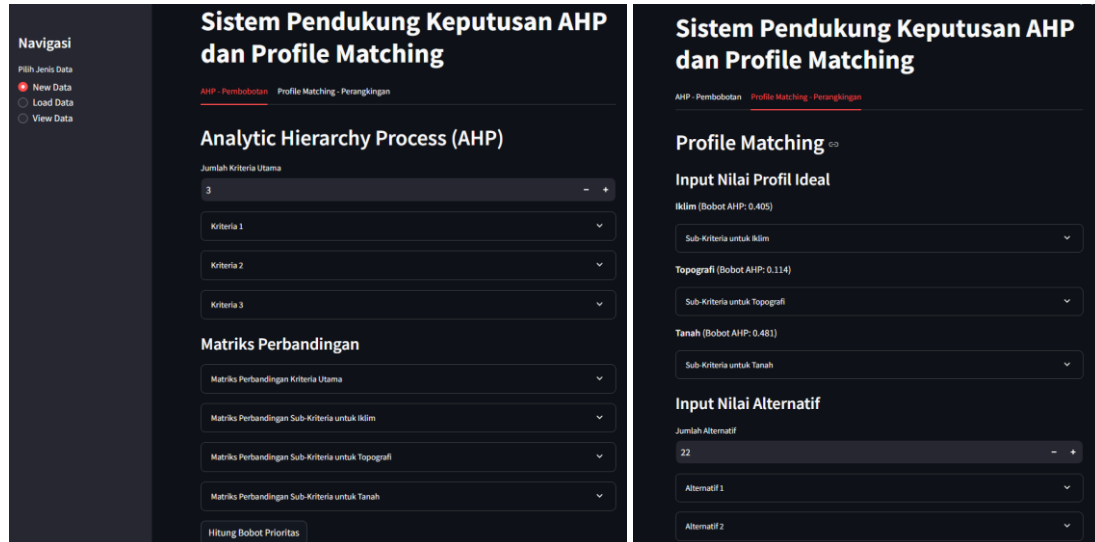 Navigasi
Pilih Jenis Data
New Data
Load Data
View Data
Sistem Pendukung Keputusan AHP
dan Profile Matching
AHP - Pembobotan Profile Matching - Perangkingan
Analytic Hierarchy Process (AHP)
Jumlah Kriteria Utama
3 - +
Kriteria 1
Kriteria 2
Kriteria 3
Matriks Perbandingan
Matriks Perbandingan Kriteria Utama
Matriks Perbandingan Sub-Kriteria untuk Iklim
Matriks Perbandingan Sub-Kriteria untuk Topografi
Matriks Perbandingan Sub-Kriteria untuk Tanah
Hitung Bobot Prioritas
Sistem Pendukung Keputusan AHP
dan Profile Matching
AHP - Pembobotan Profile Matching - Perangkingan
Profile Matching
Input Nilai Profil Ideal
Iklim (Bobot AHP: 0.405)
Sub-Kriteria untuk Iklim
Topografi (Bobot AHP: 0.114)
Sub-Kriteria untuk Topografi
Tanah (Bobot AHP: 0.481)
Sub-Kriteria untuk Tanah
Input Nilai Alternatif
Jumlah Alternatif
22 - +
Alternatif 1
Alternatif 2